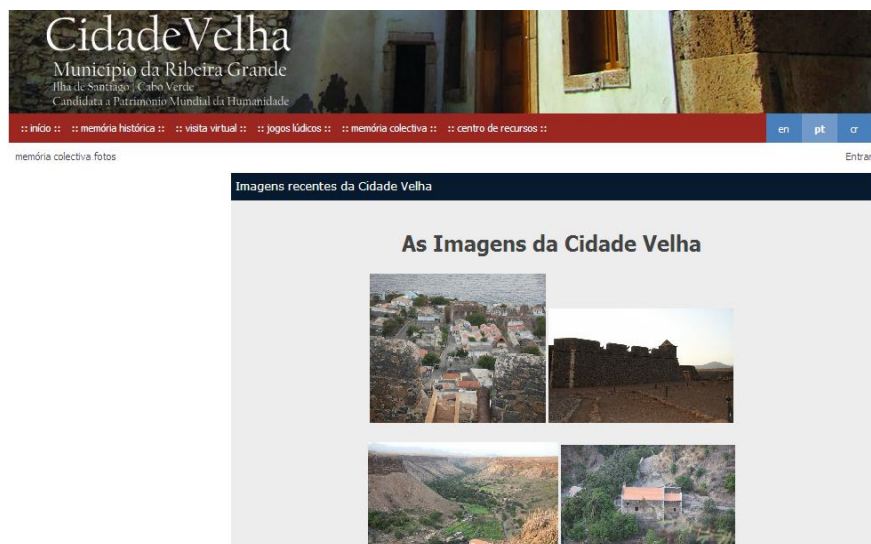 CidadeVelha
Município da Ribeira Grande
Ilha de Santiago | Cabo Verde
Candidata a Património Mundial da Humanidade
:: início :: :: memória histórica :: :: visita virtual :: :: jogos lúdicos :: :: memória colectiva :: :: centro de recursos :: en pt cr
memória colectiva fotos Entrar
Imagens recentes da Cidade Velha
As Imagens da Cidade Velha